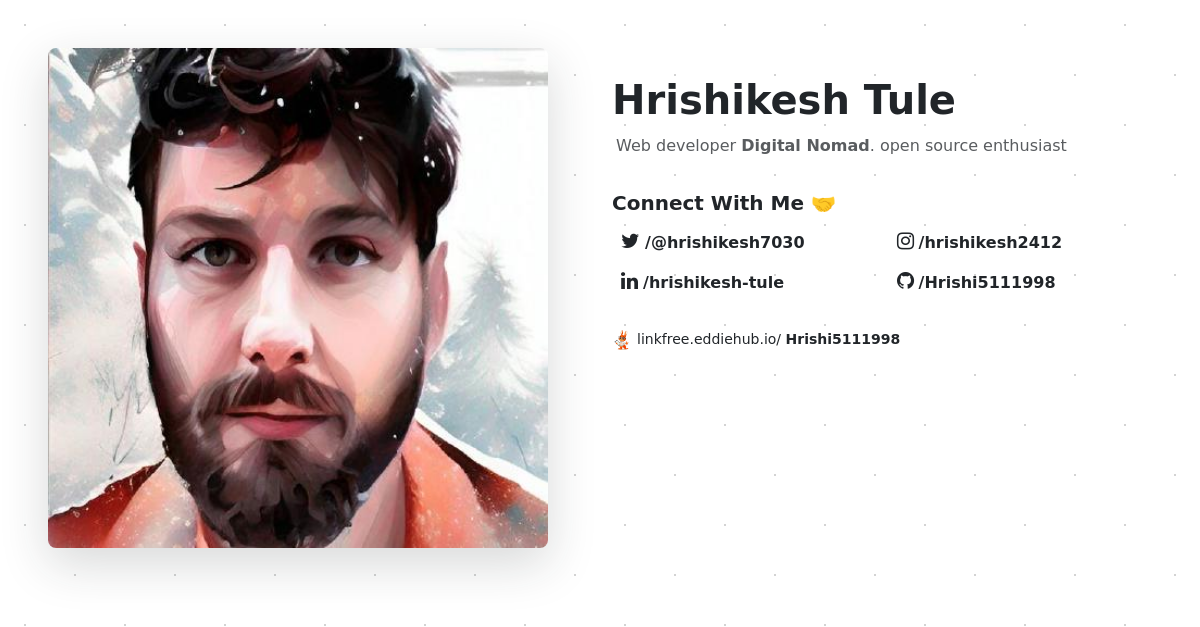 Hrishikesh Tule
Web developer Digital Nomad. open source enthusiast
Connect With Me 🤝
/@hrishikesh7030
/hrishikesh2412
/hrishikesh-tule
/Hrishi5111998
linkfree.eddiehub.io/ Hrishi5111998